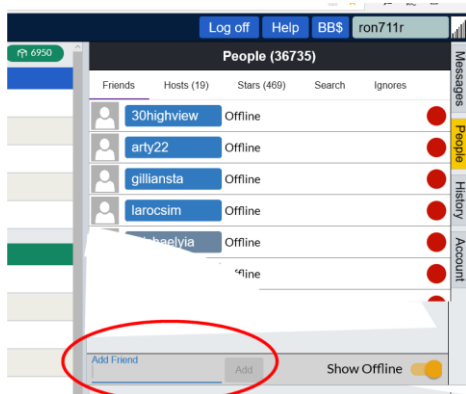 Log off Help BB$ ron711r
6950
People (36735)
Friends Hosts (19) Stars (469) Search Ignores
30highview Offline
arty22 Offline
gilliansta Offline
larocsim Offline
Offline
Add Friend
Add Show Offline
Messages
People
History
Account